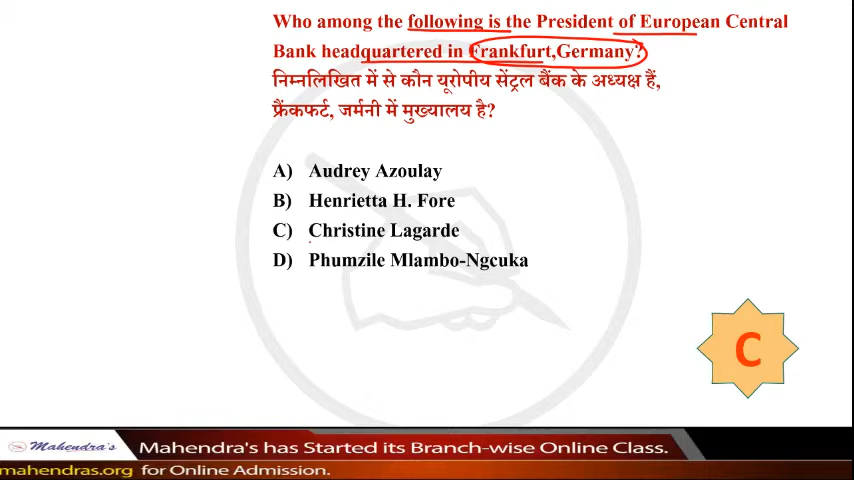 Who among the following is the President of European Central
Bank headquartered in Frankfurt,Germany?
निम्नलिखित में से कौन यूरोपीय सेंट्रल बैंक के अध्यक्ष हैं,
फ्रैंकफर्ट, जर्मनी में मुख्यालय है?
A) Audrey Azoulay
B) Henrietta H. Fore
C) Christine Lagarde
D) Phumzile Mlambo-Ngcuka
C
Mahendra's
Mahendra's has Started its Branch-wise Online Class.
mahendras.org for Online Admission.